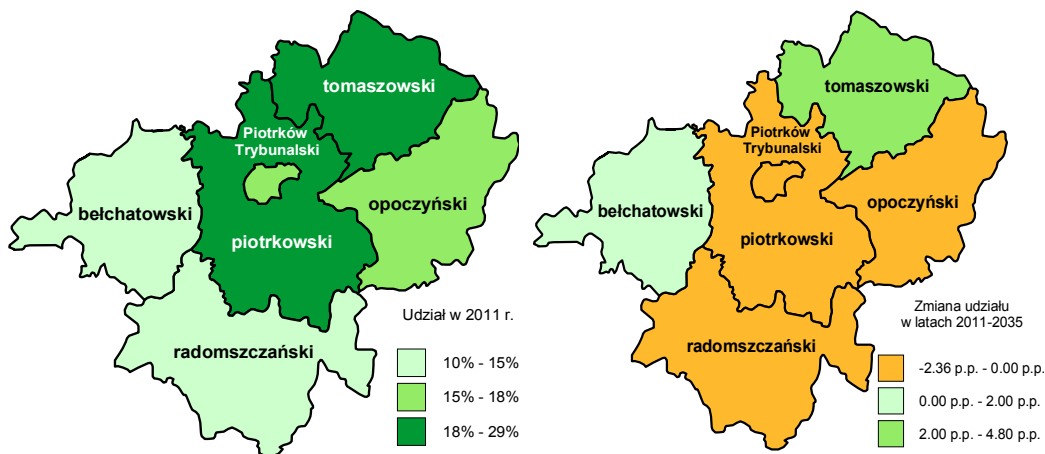 tomaszowski
Piotrków
Trybunalski
bełchatowski
opoczyński
piotrkowski
radomszczański
Udział w 2011 r.
10% - 15%
15% - 18%
18% - 29%
tomaszowski
Piotrków
Trybunalski
bełchatowski
opoczyński
piotrkowski
radomszczański
Zmiana udziału
w latach 2011-2035
-2.36 p.p. - 0.00 p.p.
0.00 p.p. - 2.00 p.p.
2.00 p.p. - 4.80 p.p.